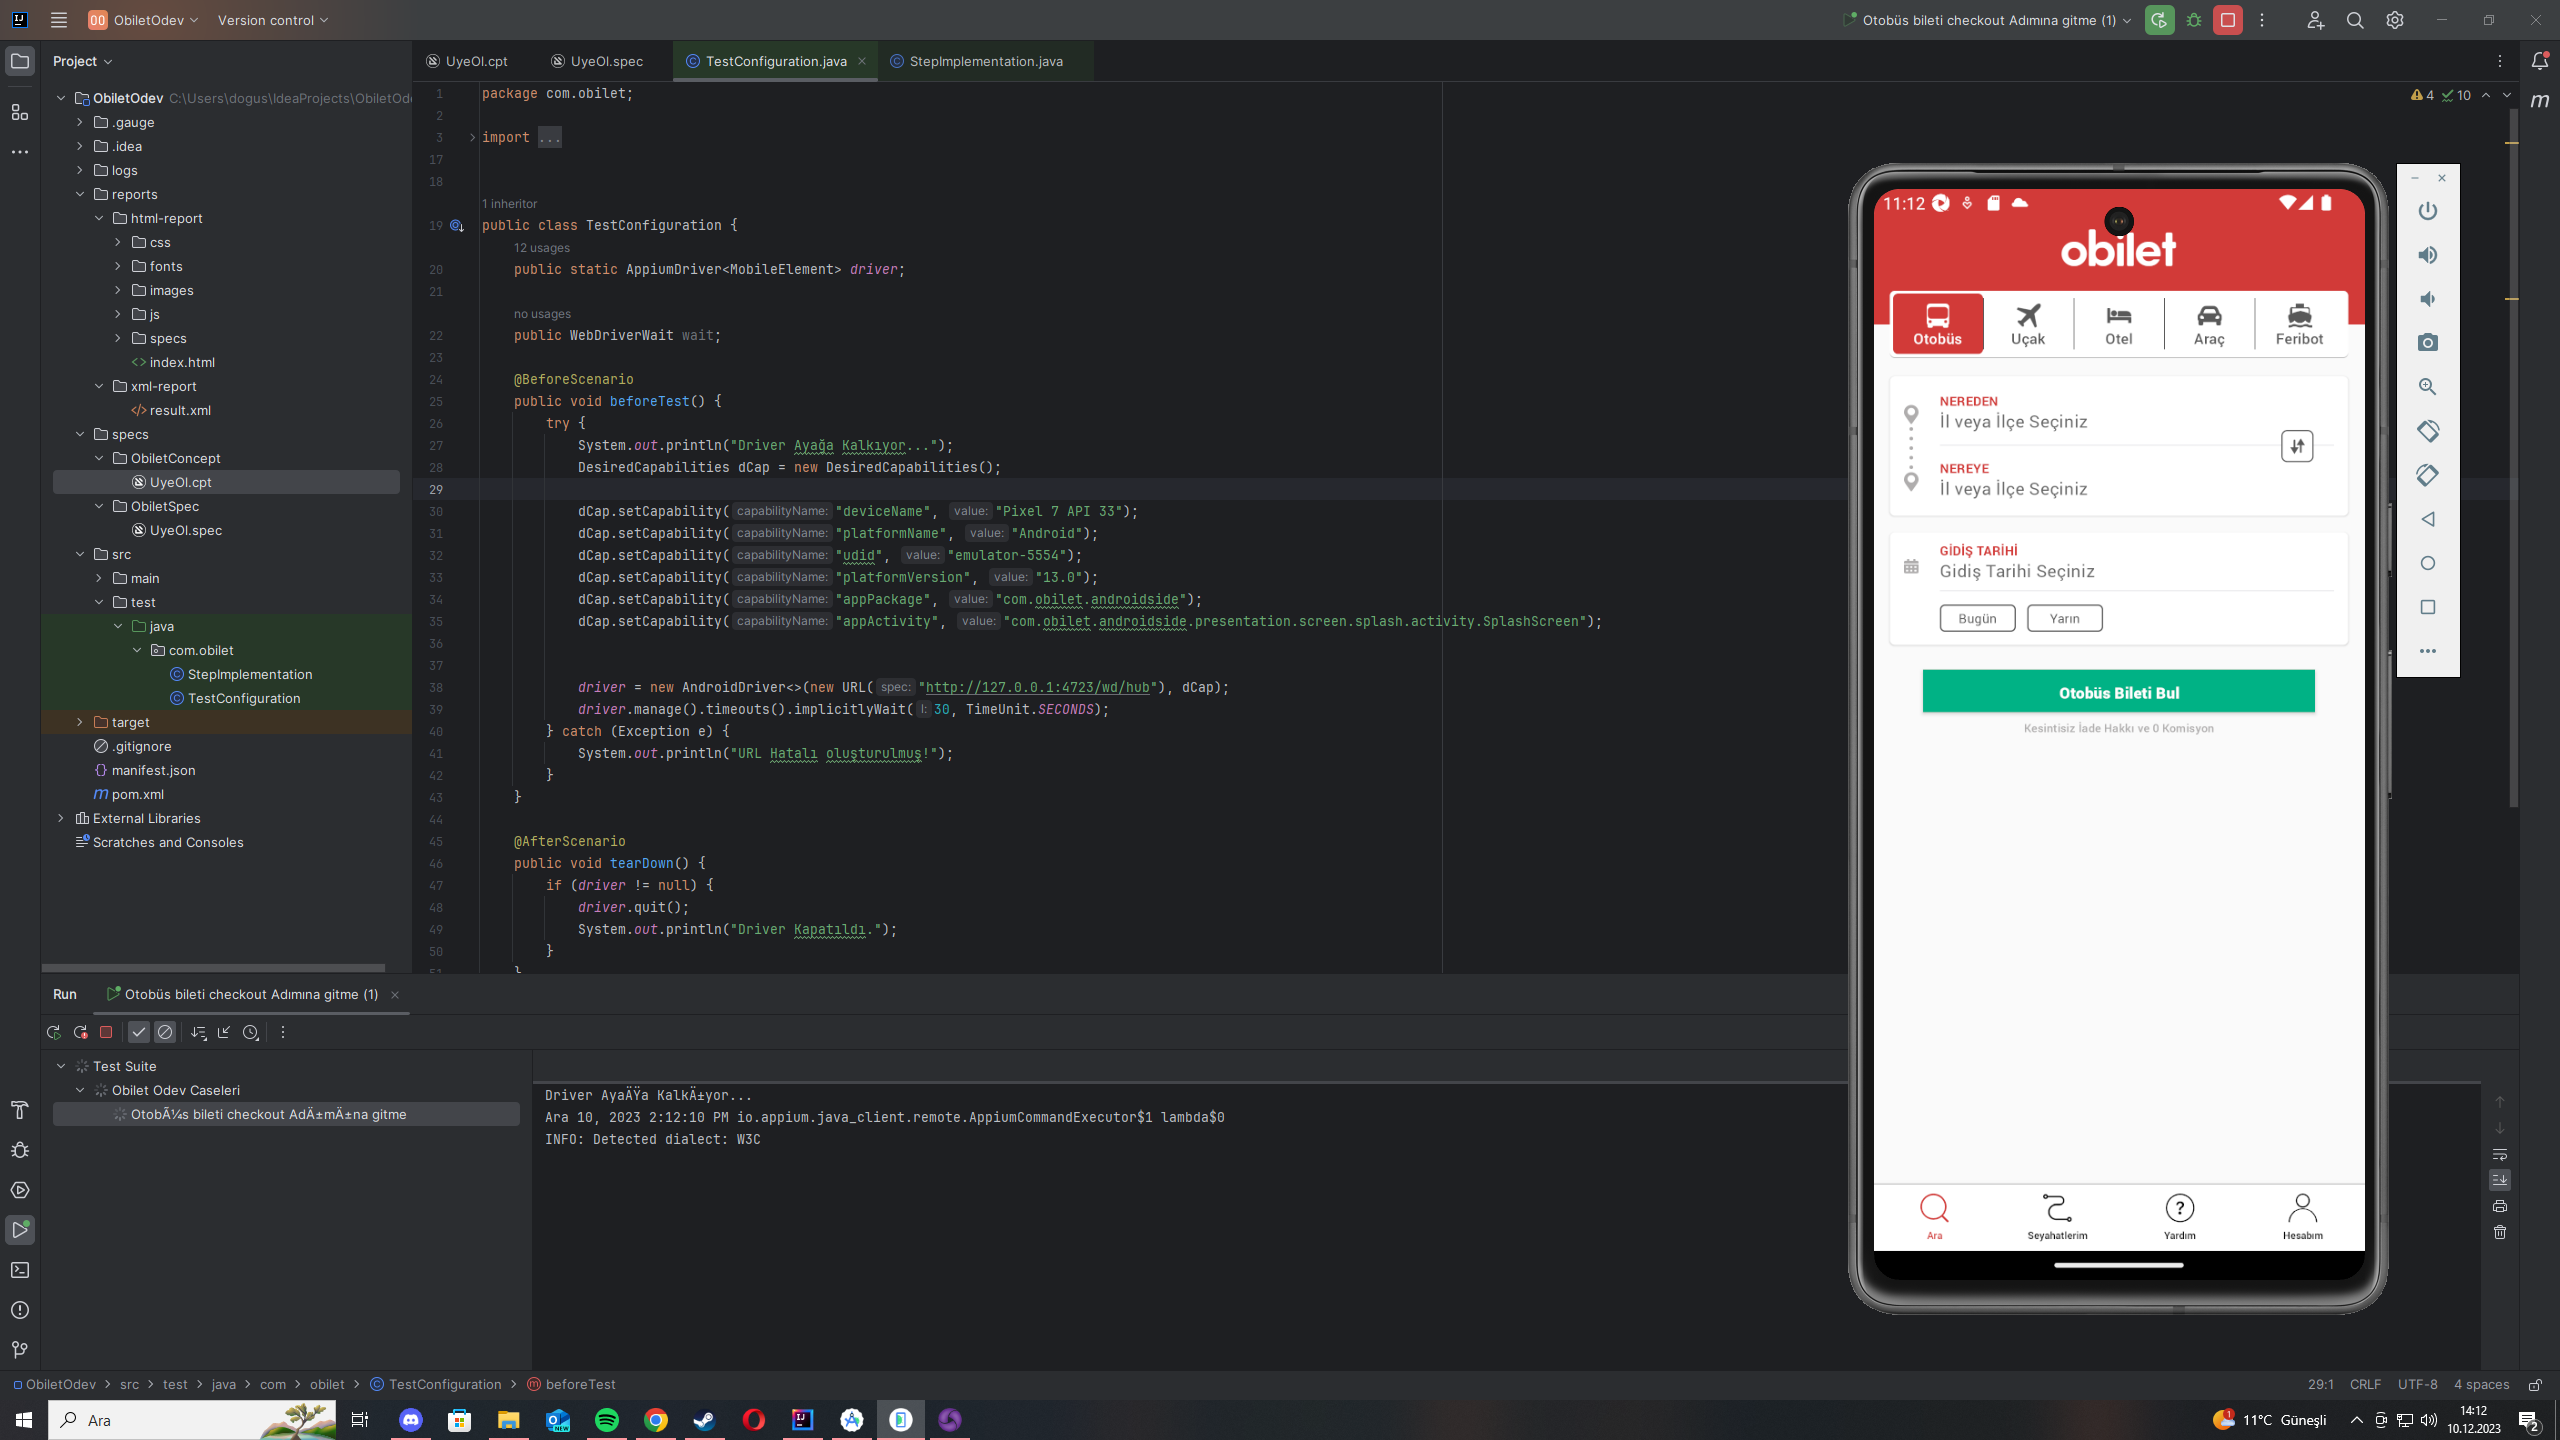 ObiletOdev
Version control
Otobüs bileti checkout Adımına gitme (1)
Project
UyeOl.cpt
UyeOl.spec
TestConfiguration.java
StepImplementation.java
ObiletOdev C:\Users\dogus\IdeaProjects\ObiletOde
.gauge
.idea
logs
reports
html-report
css
fonts
images
js
specs
index.html
xml-report
result.xml
specs
ObiletConcept
UyeOl.cpt
ObiletSpec
UyeOl.spec
src
main
test
java
com.obilet
StepImplementation
TestConfiguration
target
.gitignore
manifest.json
pom.xml
External Libraries
Scratches and Consoles
4 10
1 package com.obilet;
2
3 import ...
17
18
1 inheritor
19 public class TestConfiguration {
12 usages
20 public static AppiumDriver<MobileElement> driver;
21
no usages
22 public WebDriverWait wait;
23
24 @BeforeScenario
25 public void beforeTest() {
26 try {
27 System.out.println("Driver Ayağa Kalkıyor...");
28 DesiredCapabilities dCap = new DesiredCapabilities();
29
30 dCap.setCapability( capabilityName: "deviceName", value: "Pixel 7 API 33");
31 dCap.setCapability( capabilityName: "platformName", value: "Android");
32 dCap.setCapability( capabilityName: "udid", value: "emulator-5554");
33 dCap.setCapability( capabilityName: "platformVersion", value: "13.0");
34 dCap.setCapability( capabilityName: "appPackage", value: "com.obilet.androidside");
35 dCap.setCapability( capabilityName: "appActivity", value: "com.obilet.androidside.presentation.screen.splash.activity.SplashScreen");
36
37
38 driver = new AndroidDriver<>(new URL( spec: "http://127.0.0.1:4723/wd/hub"), dCap);
39 driver.manage().timeouts().implicitlyWait( l: 30, TimeUnit.SECONDS);
40 } catch (Exception e) {
41 System.out.println("URL Hatalı oluşturulmuş!");
42 }
43 }
44
45 @AfterScenario
46 public void tearDown() {
47 if (driver != null) {
48 driver.quit();
49 System.out.println("Driver Kapatıldı.");
50 }
51 }
11:12
obilet
Otobüs
Uçak
Otel
Araç
Feribot
NEREDEN
İl veya İlçe Seçiniz
NEREYE
İl veya İlçe Seçiniz
GİDİŞ TARİHİ
Gidiş Tarihi Seçiniz
Bugün
Yarın
Otobüs Bileti Bul
Kesintisiz İade Hakkı ve 0 Komisyon
Ara
Seyahatlerim
Yardım
Hesabım
Run
Otobüs bileti checkout Adımına gitme (1)
Test Suite
Obilet Odev Caseleri
OtobÃ¼s bileti checkout AdÄ±mÄ±na gitme
Driver AyaÄŸa KalkÄ±yor...
Ara 10, 2023 2:12:10 PM io.appium.java_client.remote.AppiumCommandExecutor$1 lambda$0
INFO: Detected dialect: W3C
ObiletOdev > src > test > java > com > obilet > TestConfiguration > beforeTest
29:1 CRLF UTF-8 4 spaces
Ara
11°C Güneşli
14:12
10.12.2023
2